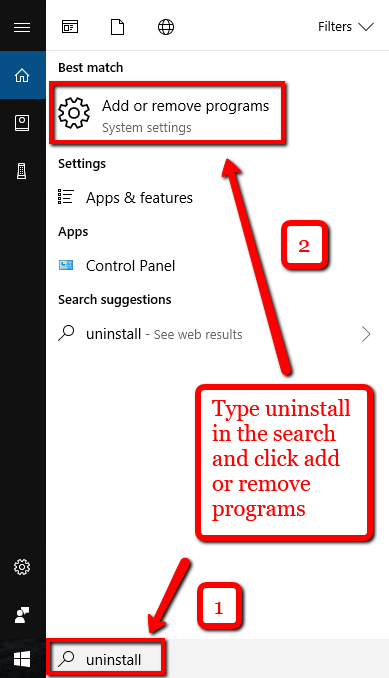 Filters
Best match
Add or remove programs
System settings
Settings
Apps & features
Apps
2
Control Panel
Search suggestions
uninstall - See web results
Type uninstall
in the search
and click add
or remove
programs
1
uninstall